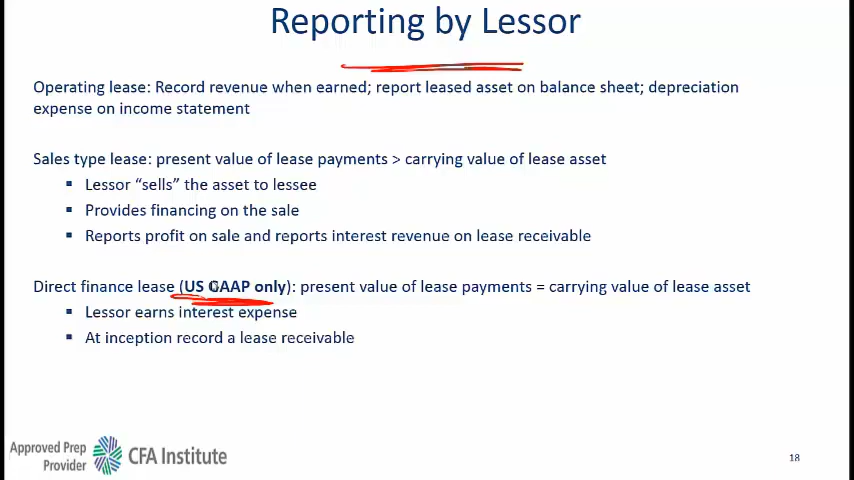 Reporting by Lessor
Operating lease: Record revenue when earned; report leased asset on balance sheet; depreciation
expense on income statement
Sales type lease: present value of lease payments > carrying value of lease asset
▪ Lessor “sells” the asset to lessee
▪ Provides financing on the sale
▪ Reports profit on sale and reports interest revenue on lease receivable
Direct finance lease (US GAAP only): present value of lease payments = carrying value of lease asset
▪ Lessor earns interest expense
▪ At inception record a lease receivable
Approved Prep
Provider
CFA Institute
18